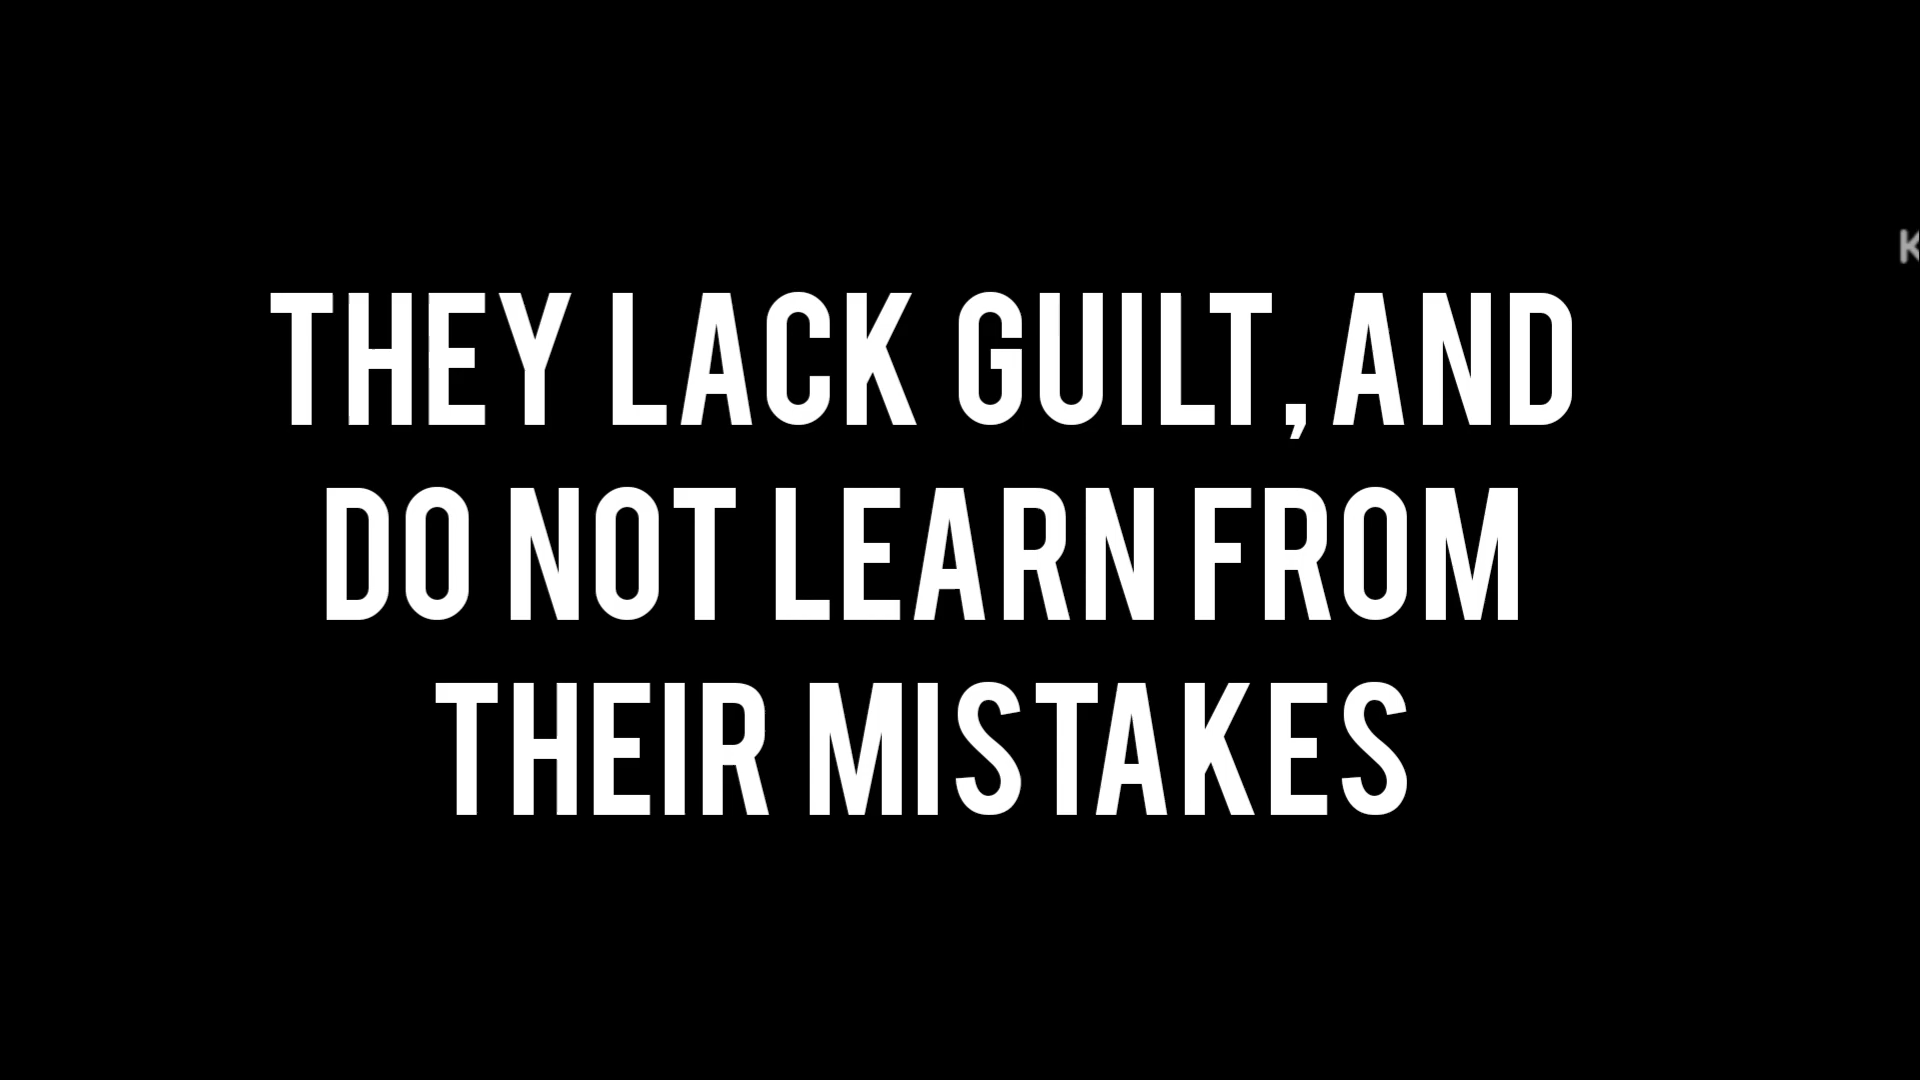 THEY LACK GUILT, AND
DO NOT LEARN FROM
THEIR MISTAKES
K